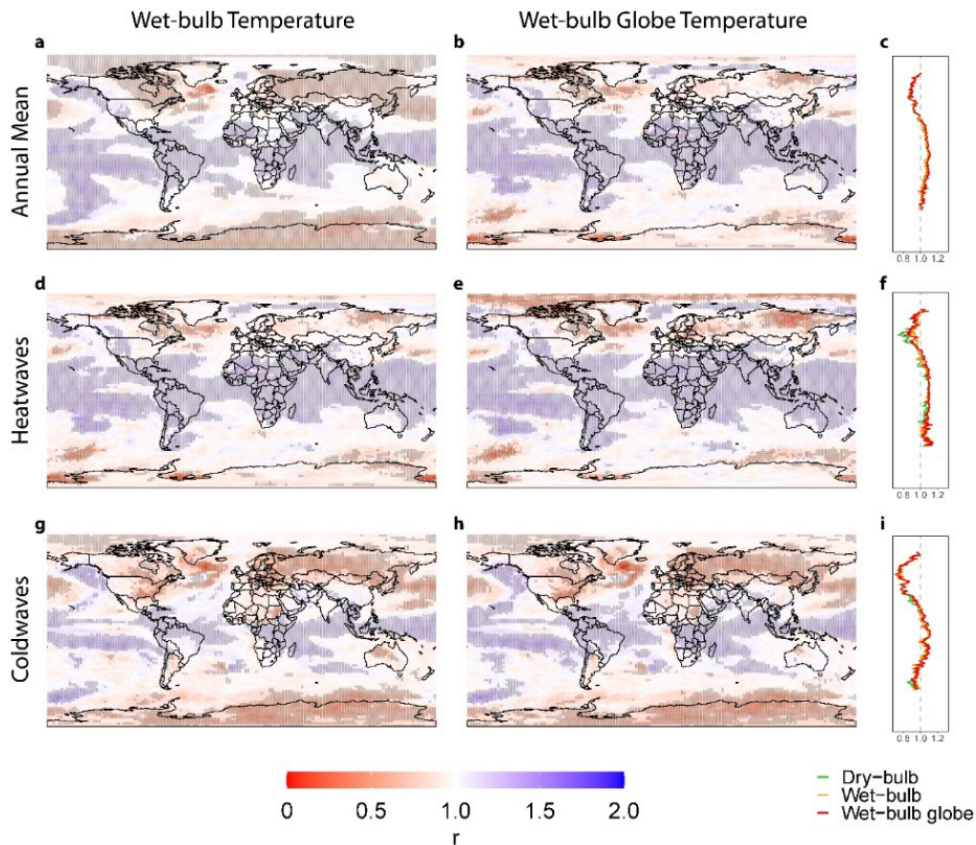 Wet-bulb Temperature Wet-bulb Globe Temperature
a b c
Annual Mean
0.8 1.0 1.2
d e f
Heatwaves
0.8 1.0 1.2
g h i
Coldwaves
0.8 1.0 1.2
0 0.5 1.0 1.5 2.0
r
Dry-bulb
Wet-bulb
Wet-bulb globe